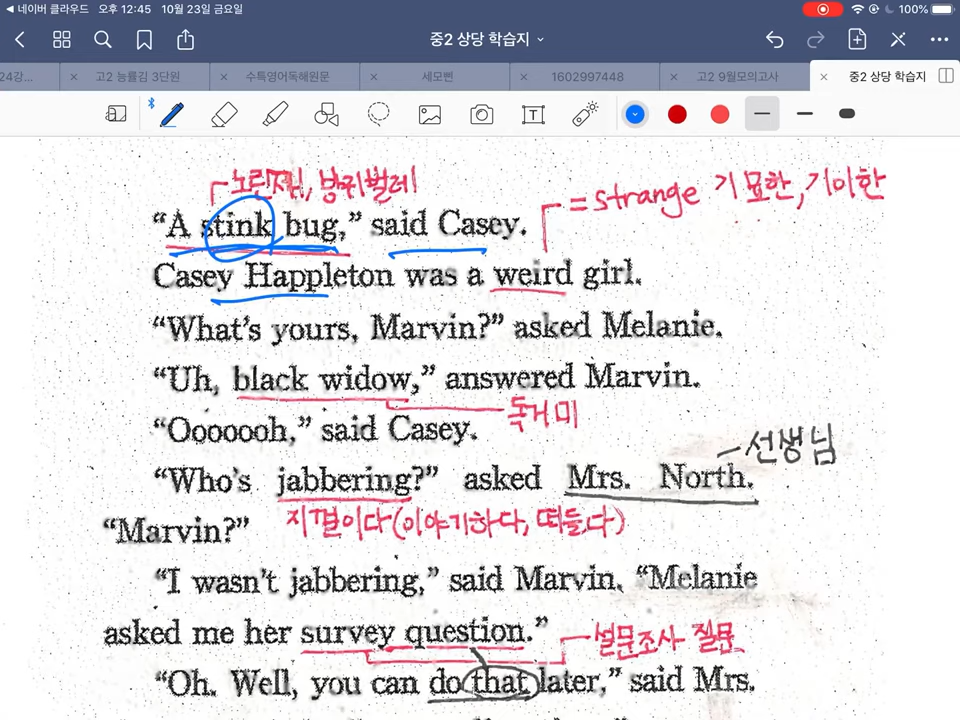 ◀ 네이버 클라우드 오후 12:45 10월 23일 금요일 100%
중2 상담 학습지
24강... 고2 능률김 3단원 수특영어독해원문 세모삔 1602997448 고2 9월모의고사 중2 상당 학습지
노린재, 방귀벌레
= strange 기묘한, 기이한
“A stink bug,” said Casey.
Casey Happleton was a weird girl.
“What's yours, Marvin?” asked Melanie.
“Uh, black widow,” answered Marvin.
독거미
“Ooooooh,” said Casey.
선생님
“Who's jabbering?” asked Mrs. North.
지껄이다(이야기하다, 떠들다)
“Marvin?”
“I wasn't jabbering,” said Marvin. “Melanie
asked me her survey question.”
설문조사 질문
“Oh. Well, you can do that later,” said Mrs.